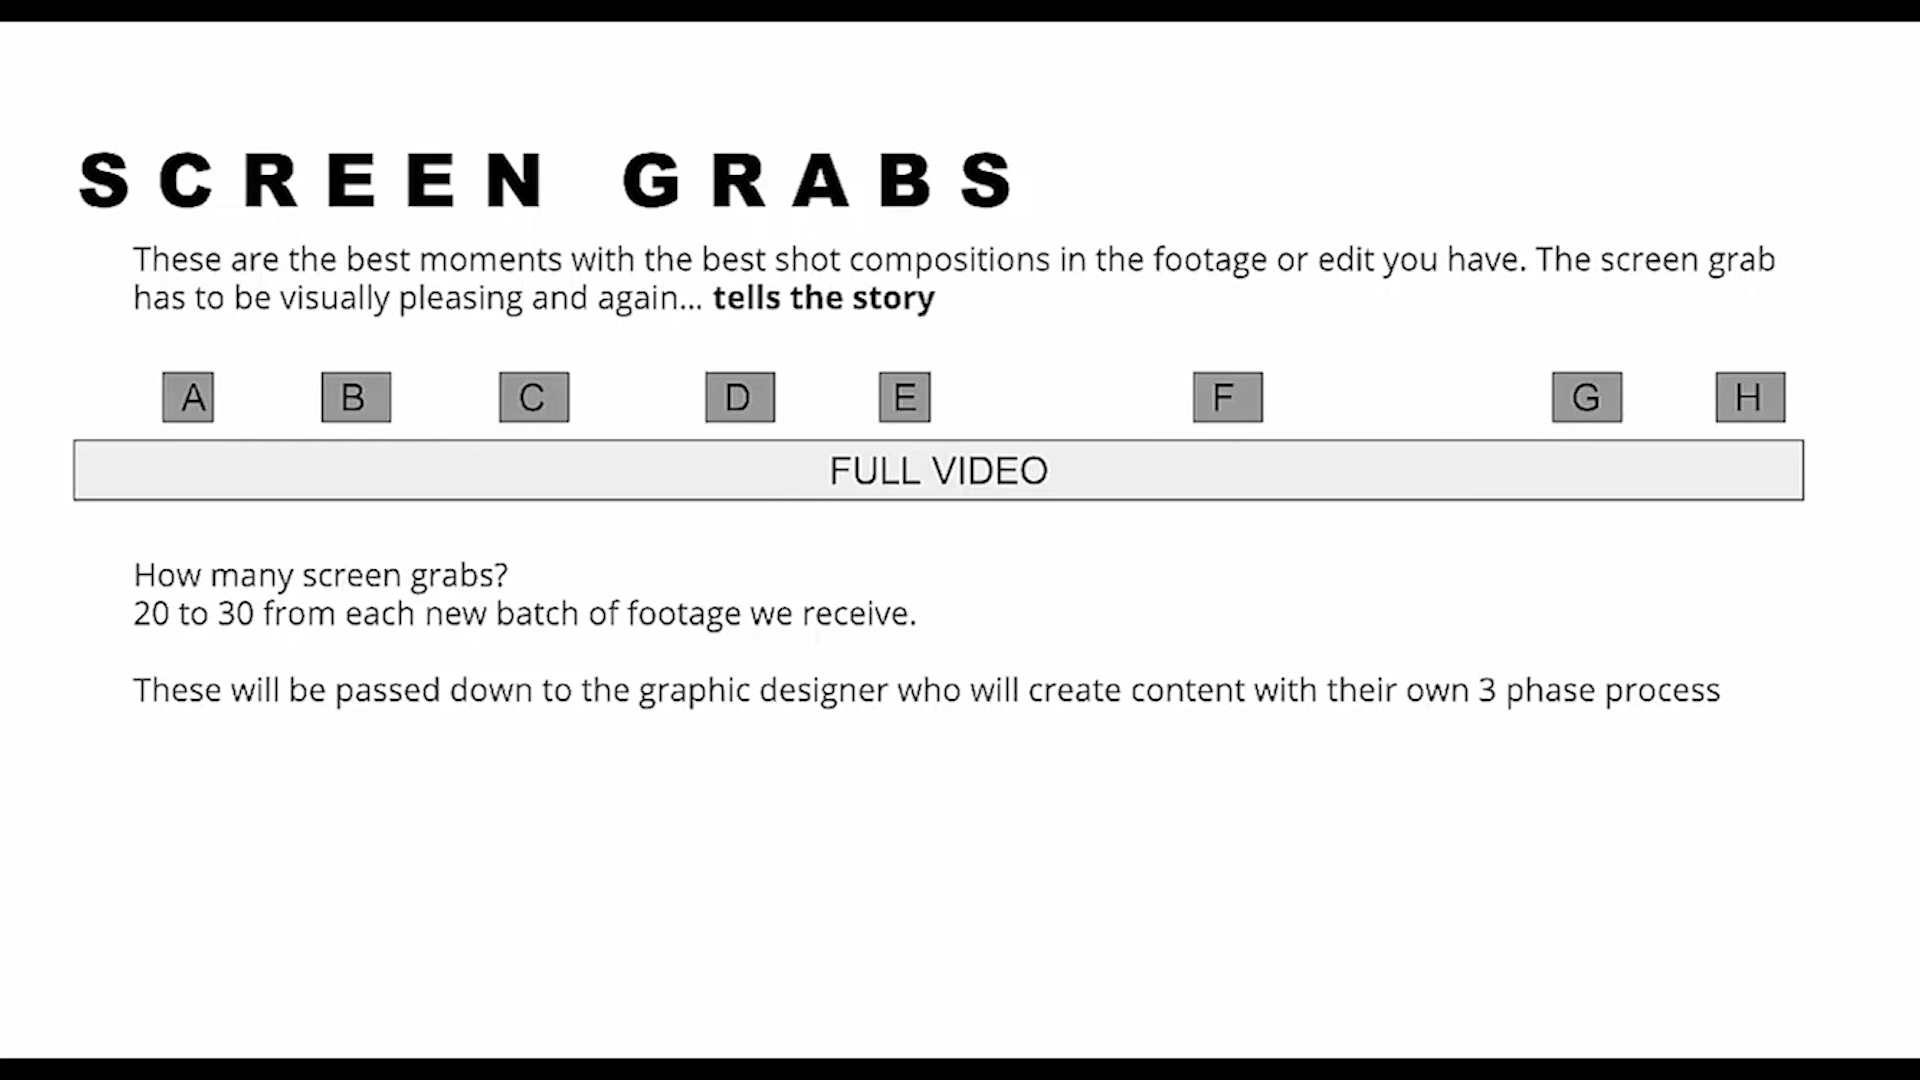 SCREEN GRABS
These are the best moments with the best shot compositions in the footage or edit you have. The screen grab
has to be visually pleasing and again... tells the story
A B C D E F G H
FULL VIDEO
How many screen grabs?
20 to 30 from each new batch of footage we receive.
These will be passed down to the graphic designer who will create content with their own 3 phase process